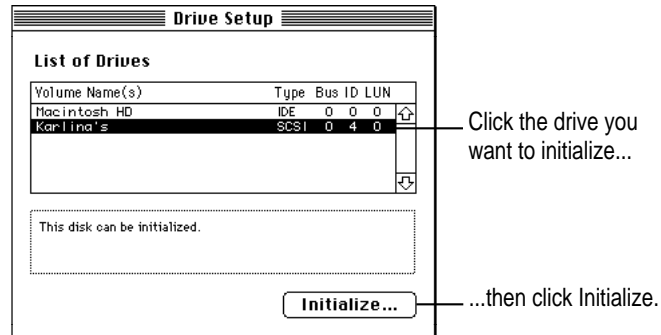 Drive Setup
List of Drives
Volume Name(s) Type Bus ID LUN
Macintosh HD IDE 0 0 0
Karlina's SCSI 0 4 0
Click the drive you
want to initialize...
This disk can be initialized.
Initialize...
...then click Initialize.